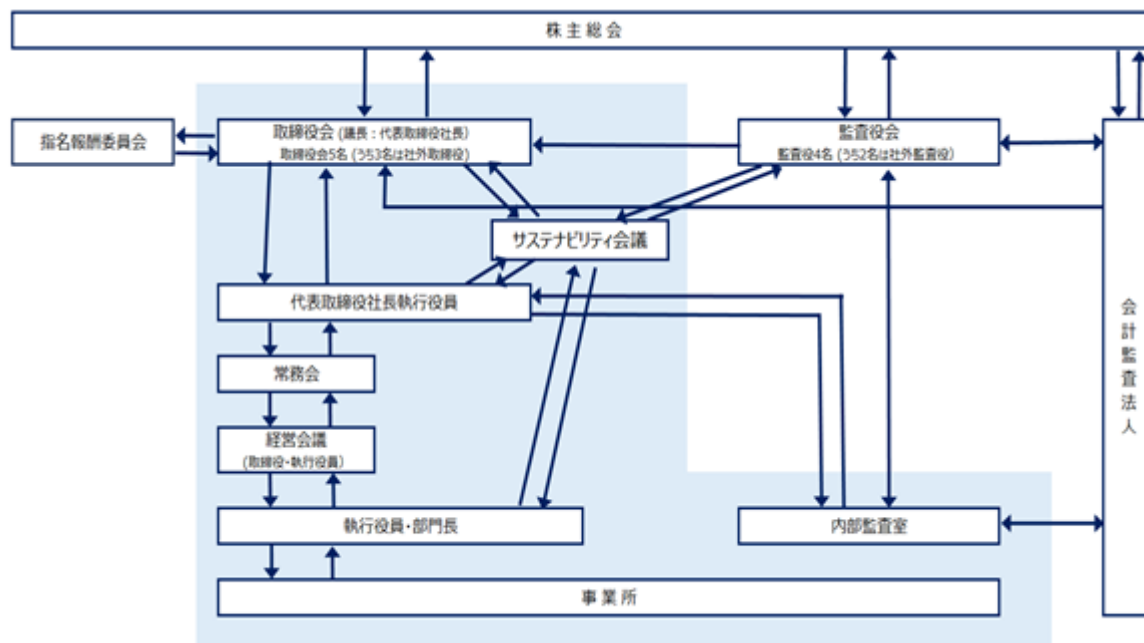 株主総会
指名報酬委員会
取締役会 (議長：代表取締役社長)
取締役会5名 (うち3名は社外取締役)
監査役会
監査役4名 (うち2名は社外監査役)
サステナビリティ会議
代表取締役社長執行役員
会計監査法人
常務会
経営会議
(取締役・執行役員)
執行役員・部門長
内部監査室
事業所